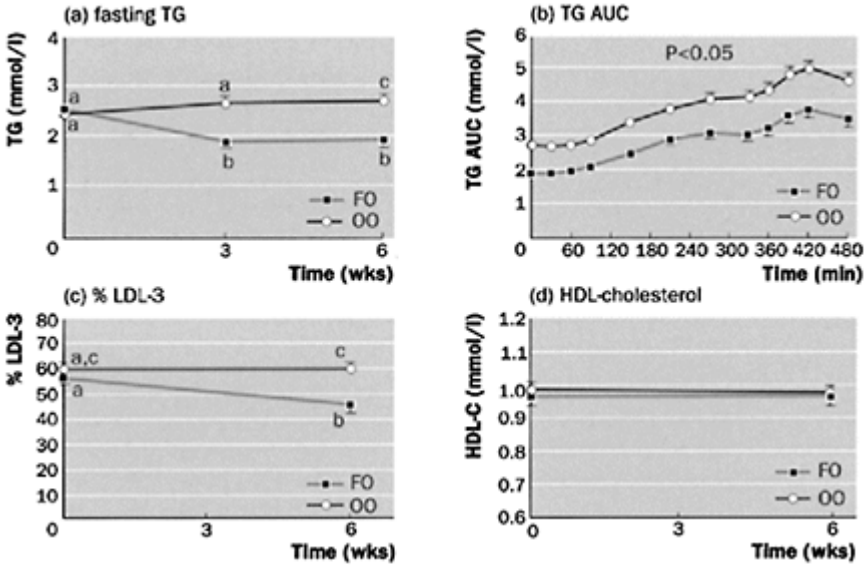 (a) fasting TG
TG (mmol/l)
4
3
2
1
0
a
a
a
b
c
b
FO
OO
0
3
6
Time (wks)
(b) TG AUC
TG AUC (mmol/l)
6
5
4
3
2
1
0
P<0.05
FO
OO
0 60 120 180 210 240 300 330 360 420 480
Time (min)
(c) % LDL-3
% LDL-3
80
70
60
50
40
30
20
10
0
a,c
a
c
b
FO
OO
3
6
Time (wks)
(d) HDL-cholesterol
HDL-C (mmol/l)
1.2
1.1
1.0
0.9
0.8
0.7
0.6
FO
OO
0
3
6
Time (wks)